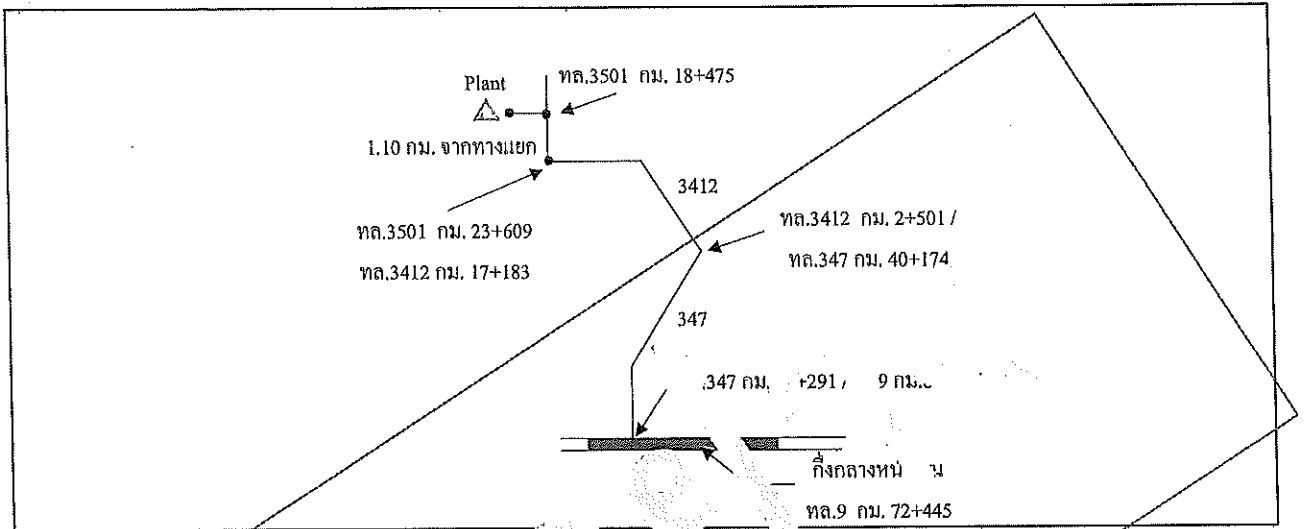 Plant
ทล.3501 กม. 18+475
1.10 กม. จากทางแยก
3412
ทล.3501 กม. 23+609
ทล.3412 กม. 17+183
ทล.3412 กม. 2+501 /
ทล.347 กม. 40+174
347
.347 กม. +291 / 9 กม.
กึ่งกลาง
ทล.9 กม. 72+445